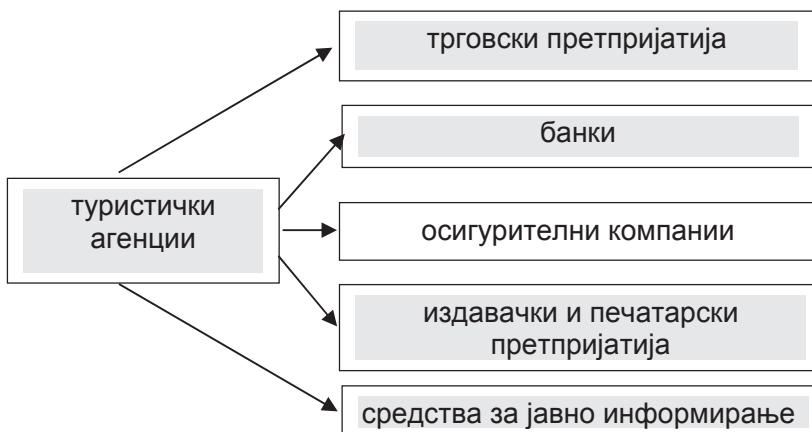 трговски претпријатија
банки
туристички
агенции
осигурителни компании
издавачки и печатарски
претпријатија
средства за јавно информирање